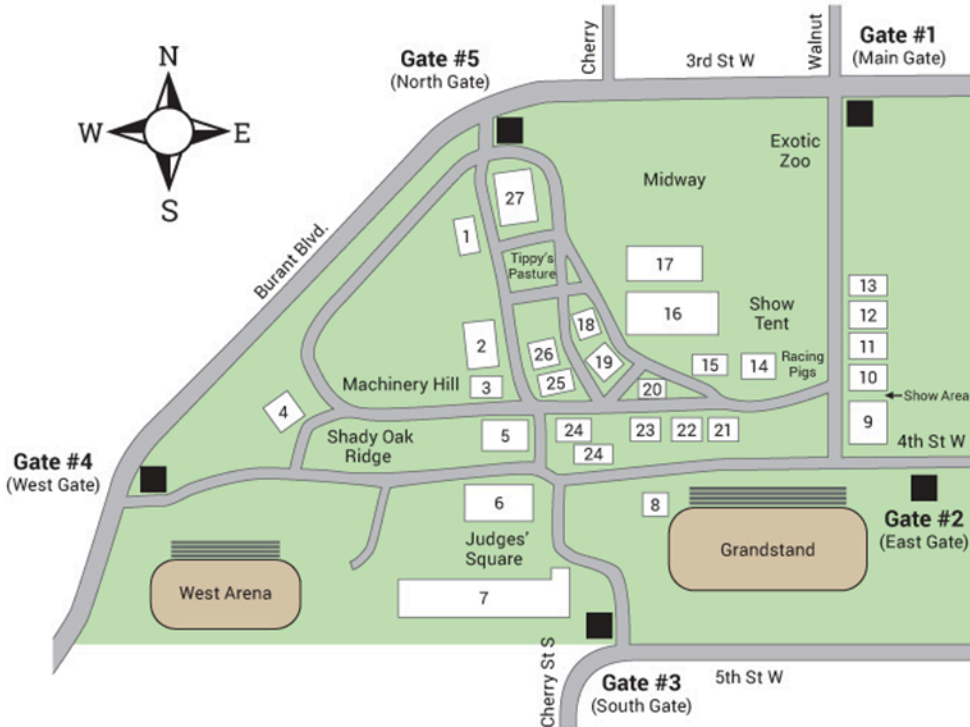 Gate #1
(Main Gate)
Cherry
Walnut
3rd St W
Gate #5
(North Gate)
N
W
E
S
Exotic
Zoo
Midway
27
1
Burant Blvd.
Tippy's
Pasture
17
13
16
Show
Tent
12
18
2
11
26
19
15
14
Racing
Pigs
25
10
Machinery Hill
3
20
Show Area
4
9
5
24
23
22
21
4th St W
Shady Oak
Ridge
24
Gate #4
(West Gate)
6
8
Gate #2
(East Gate)
Judges'
Square
Grandstand
West Arena
7
Cherry St S
Gate #3
(South Gate)
5th St W